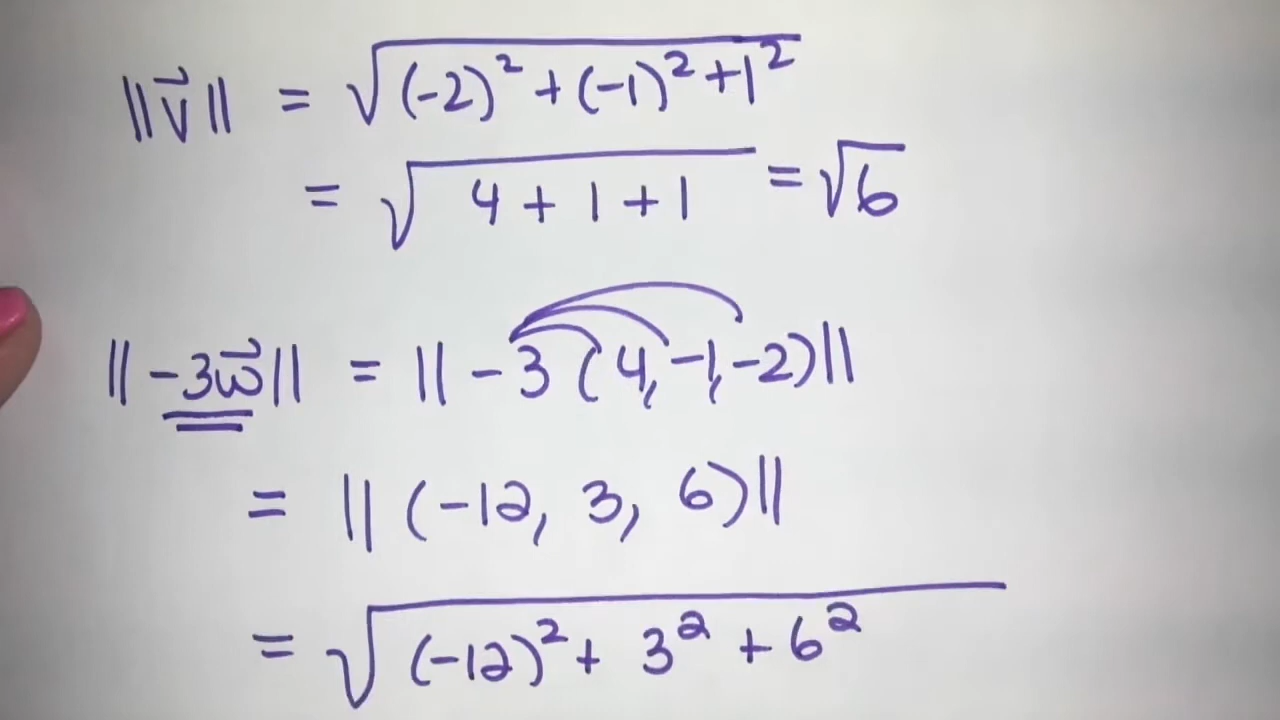 ||v⃗|| = √((-2)² + (-1)² + 1²)
= √(4 + 1 + 1) = √6
||-3w⃗|| = ||-3(4, -1, -2)||
= ||(-12, 3, 6)||
= √((-12)² + 3² + 6²)